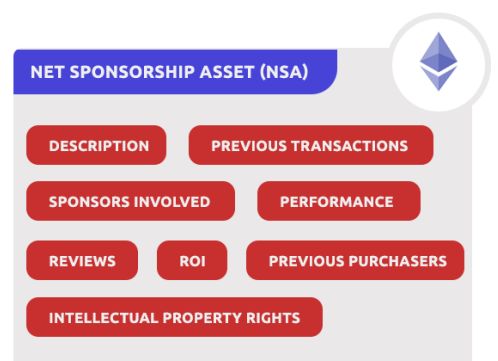 NET SPONSORSHIP ASSET (NSA)
DESCRIPTION PREVIOUS TRANSACTIONS
SPONSORS INVOLVED PERFORMANCE
REVIEWS ROI PREVIOUS PURCHASERS
INTELLECTUAL PROPERTY RIGHTS